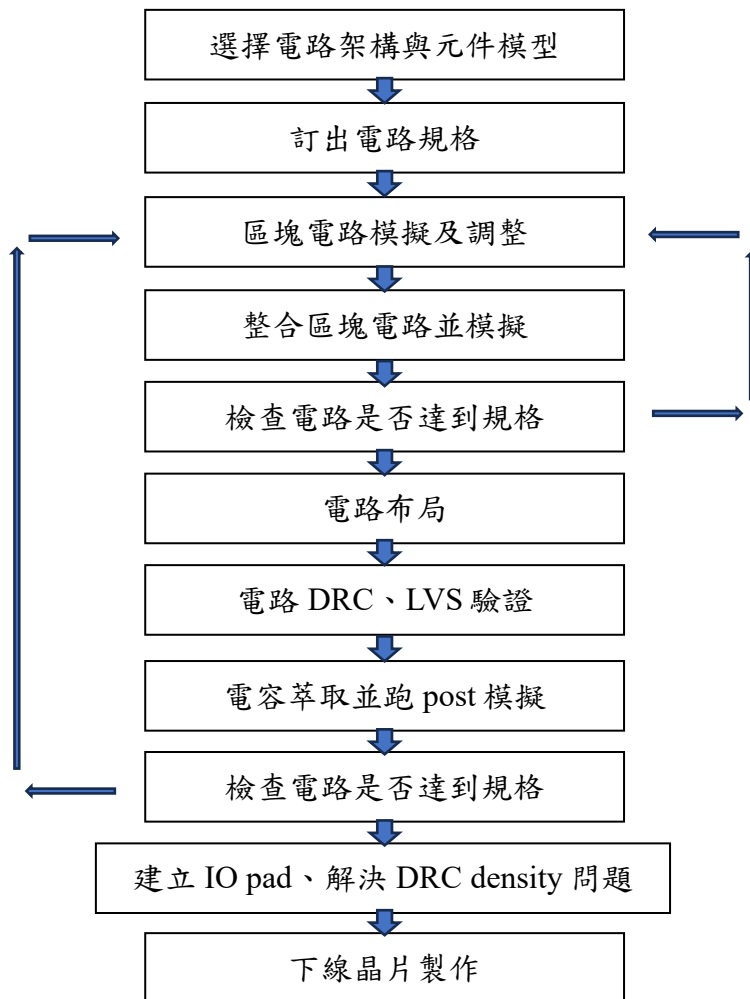 選擇電路架構與元件模型
訂出電路規格
區塊電路模擬及調整
整合區塊電路並模擬
檢查電路是否達到規格
電路布局
電路 DRC、LVS 驗證
電容萃取並跑 post 模擬
檢查電路是否達到規格
建立 IO pad、解決 DRC density 問題
下線晶片製作